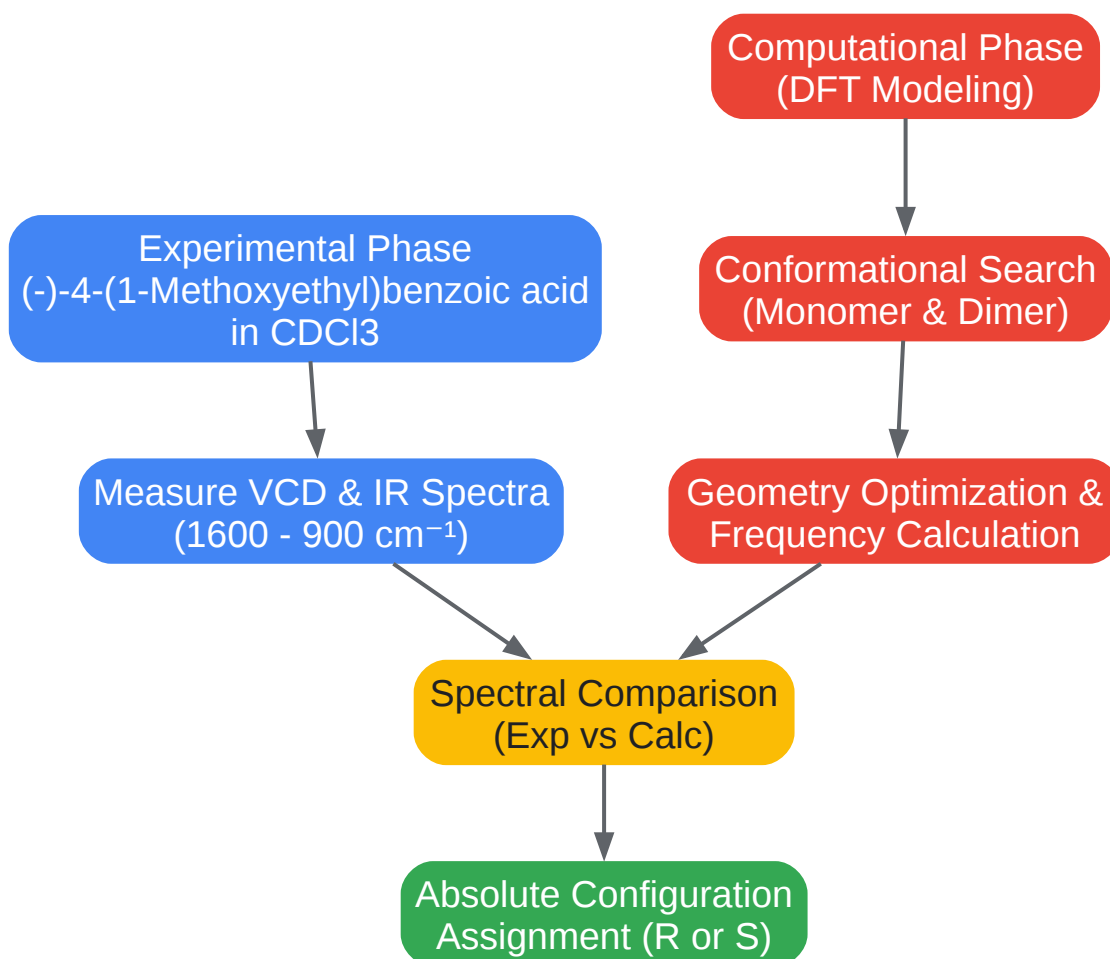 Computational Phase
(DFT Modeling)
Experimental Phase
(-)-4-(1-Methoxyethyl)benzoic acid
in CDCl3
Conformational Search
(Monomer & Dimer)
Measure VCD & IR Spectra
(1600 - 900 cm⁻¹)
Geometry Optimization &
Frequency Calculation
Spectral Comparison
(Exp vs Calc)
Absolute Configuration
Assignment (R or S)